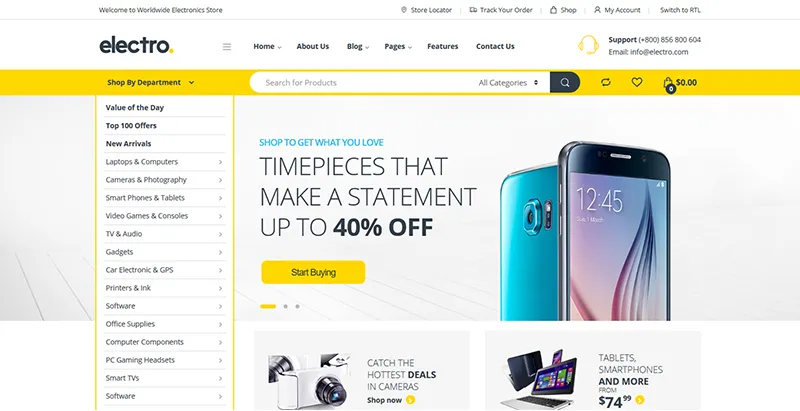 Welcome to Worldwide Electronics Store
Store Locator
Track Your Order
Shop
My Account
Switch to RTL
electro.
Home
About Us
Blog
Pages
Features
Contact Us
Support (+800) 856 800 604
Email: info@electro.com
Shop By Department
Search for Products
All Categories
0
$0.00
Value of the Day
Top 100 Offers
New Arrivals
Laptops & Computers
Cameras & Photography
Smart Phones & Tablets
Video Games & Consoles
TV & Audio
Gadgets
Car Electronic & GPS
Printers & Ink
Software
Office Supplies
Computer Components
PC Gaming Headsets
Smart TVs
Software
SHOP TO GET WHAT YOU LOVE
TIMEPIECES THAT
MAKE A STATEMENT
UP TO 40% OFF
Start Buying
12:45
CATCH THE
HOTTEST DEALS
IN CAMERAS
Shop now
TABLETS,
SMARTPHONES
AND MORE
FROM
$74.99